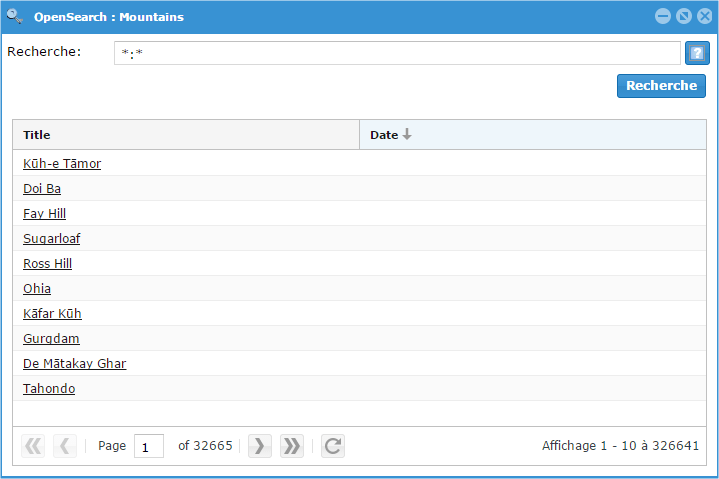 OpenSearch : Mountains
Recherche: *:* ?
Recherche
Title Date
Kūh-e Tāmor
Doi Ba
Fay Hill
Sugarloaf
Ross Hill
Ohia
Kāfar Kūh
Gurgdam
De Mātakay Ghar
Tahondo
Page 1 of 32665 Affichage 1 - 10 à 326641